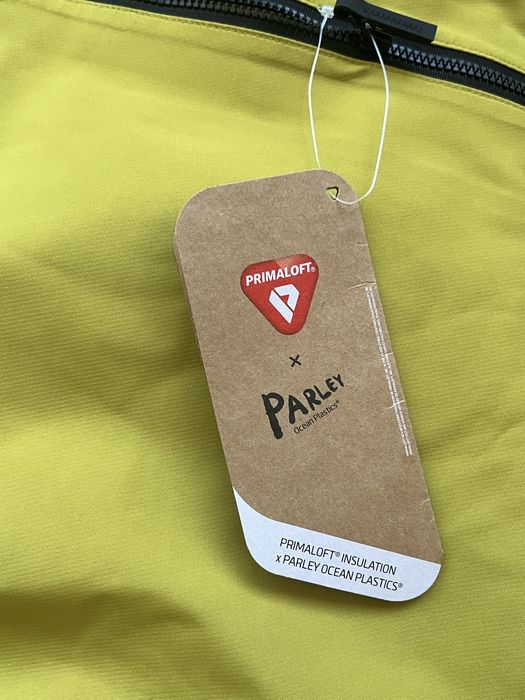 PRIMALOFT®
x
PARLEY
Ocean Plastics®
PRIMALOFT® INSULATION
x PARLEY OCEAN PLASTICS®